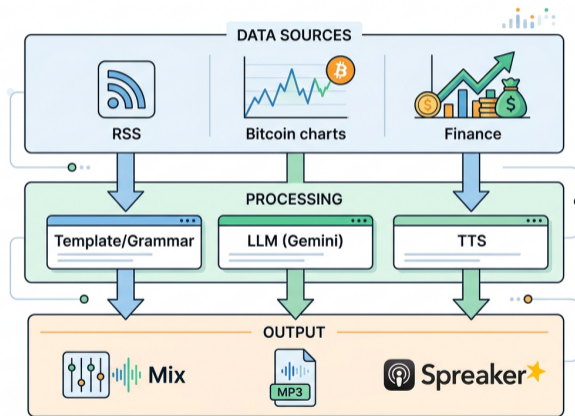 DATA SOURCES
RSS
Bitcoin charts
Finance
PROCESSING
Template/Grammar
LLM (Gemini)
TTS
OUTPUT
Mix
MP3
Spreaker